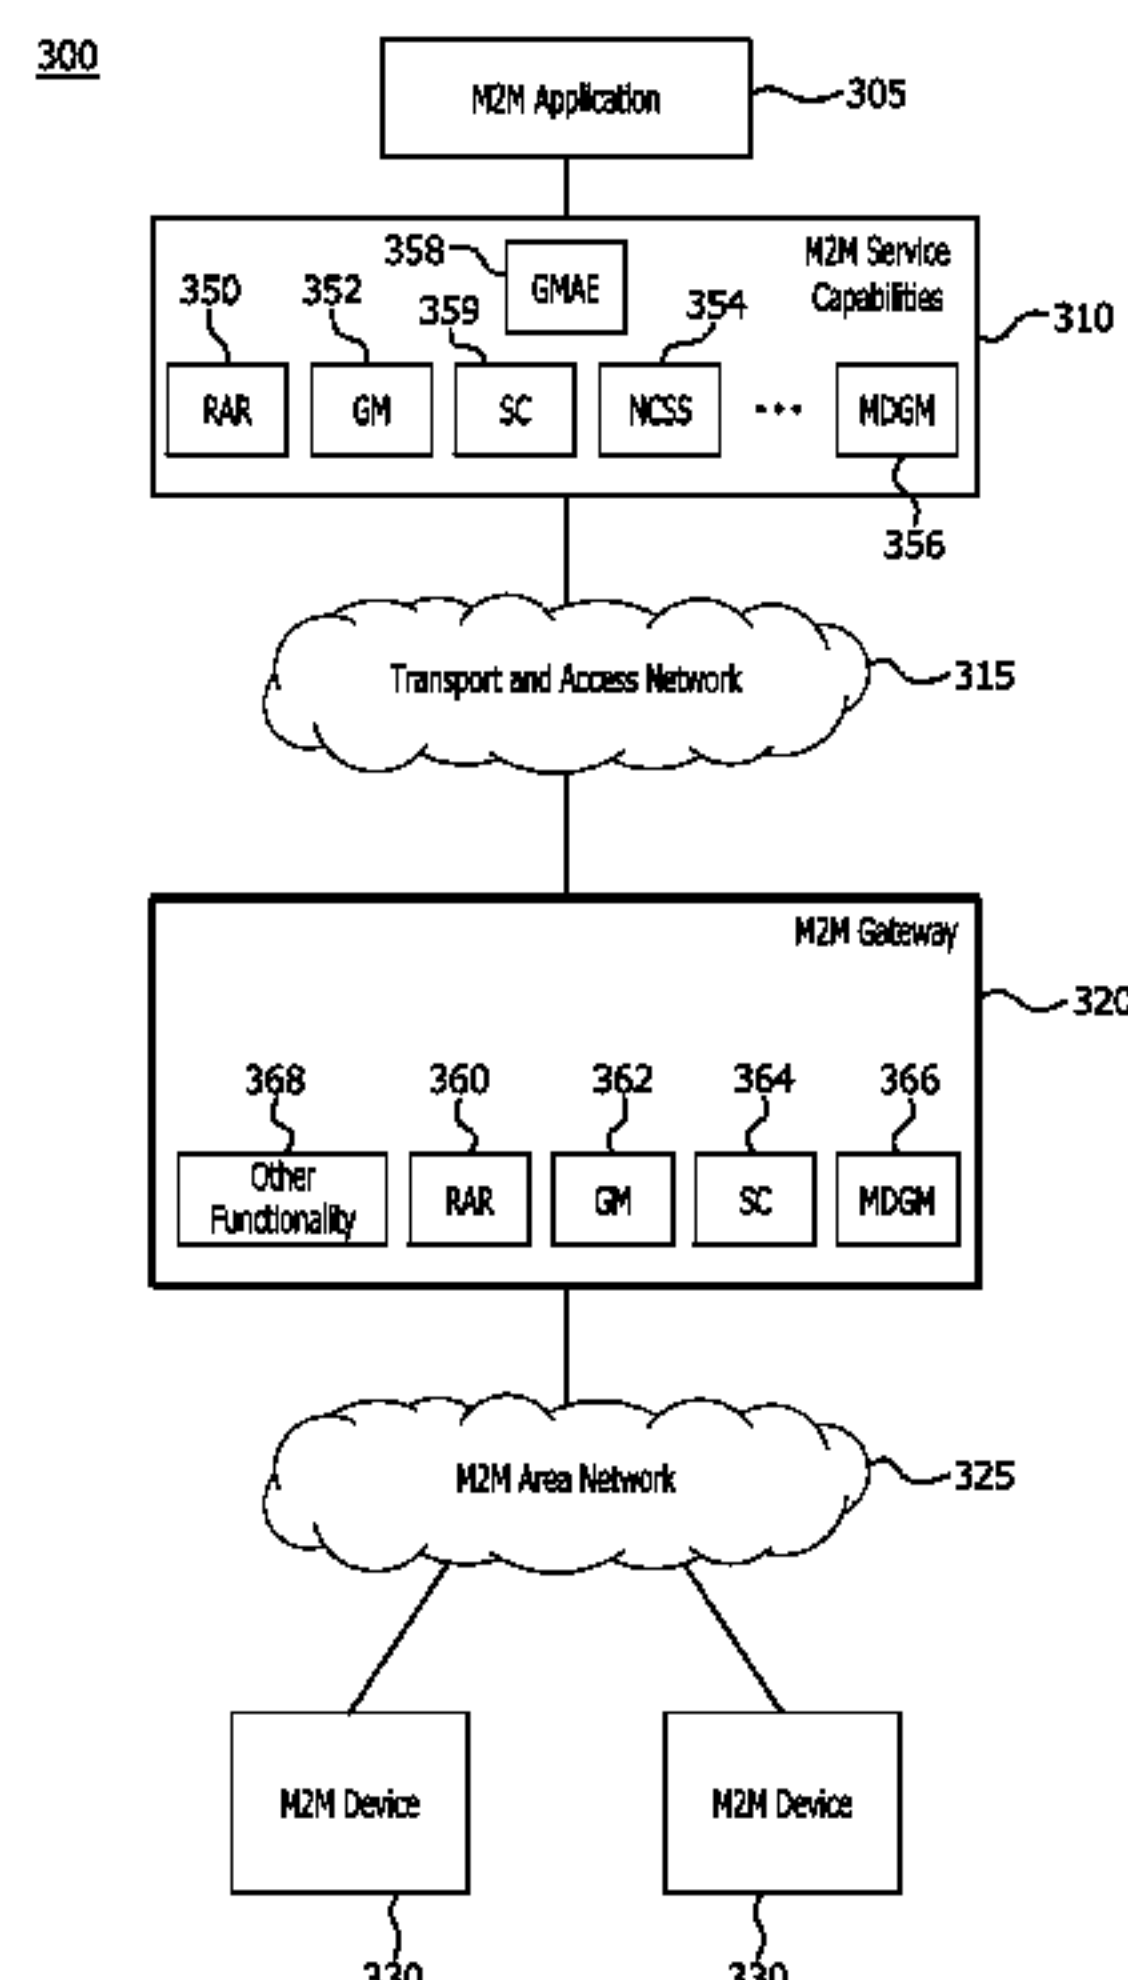 300
M2M Application
305
358
GMAE
M2M Service
Capabilities
350
352
359
354
310
RAR
GM
SC
NCSS
...
MDGM
356
Transport and Access Network
315
M2M Gateway
320
368
360
362
364
366
Other
Functionality
RAR
GM
SC
MDGM
M2M Area Network
325
M2M Device
M2M Device
330
330